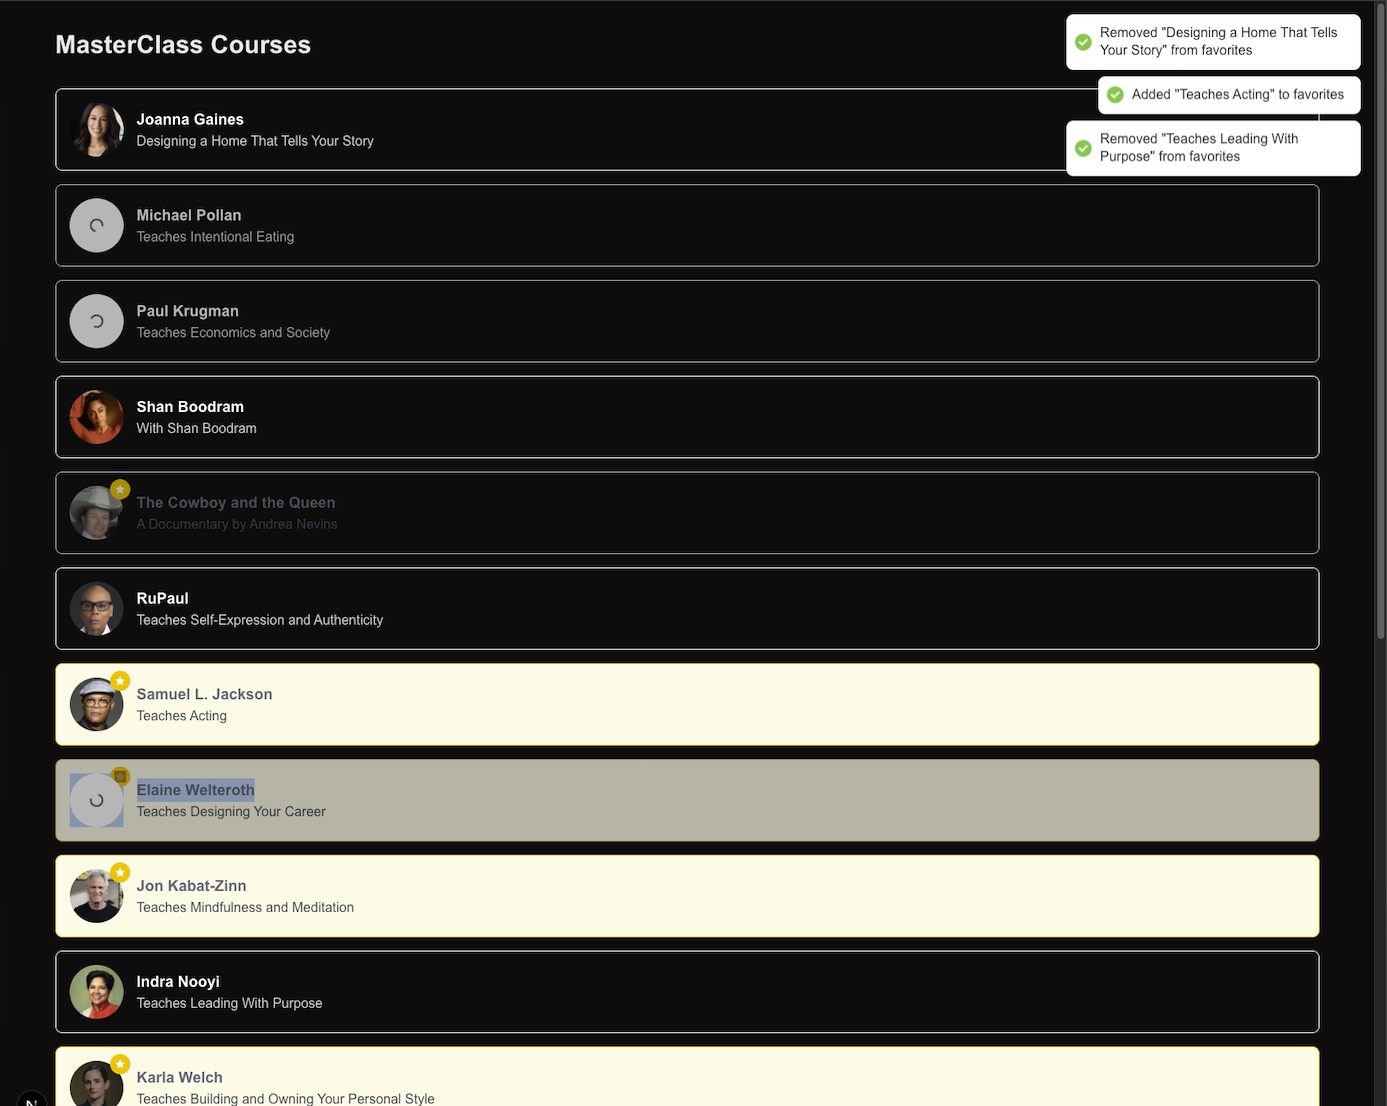 MasterClass Courses
Removed "Designing a Home That Tells
Your Story" from favorites
Added "Teaches Acting" to favorites
Removed "Teaches Leading With
Purpose" from favorites
Joanna Gaines
Designing a Home That Tells Your Story
Michael Pollan
Teaches Intentional Eating
Paul Krugman
Teaches Economics and Society
Shan Boodram
With Shan Boodram
The Cowboy and the Queen
A Documentary by Andrea Nevins
RuPaul
Teaches Self-Expression and Authenticity
Samuel L. Jackson
Teaches Acting
Elaine Welteroth
Teaches Designing Your Career
Jon Kabat-Zinn
Teaches Mindfulness and Meditation
Indra Nooyi
Teaches Leading With Purpose
Karla Welch
Teaches Building and Owning Your Personal Style
N